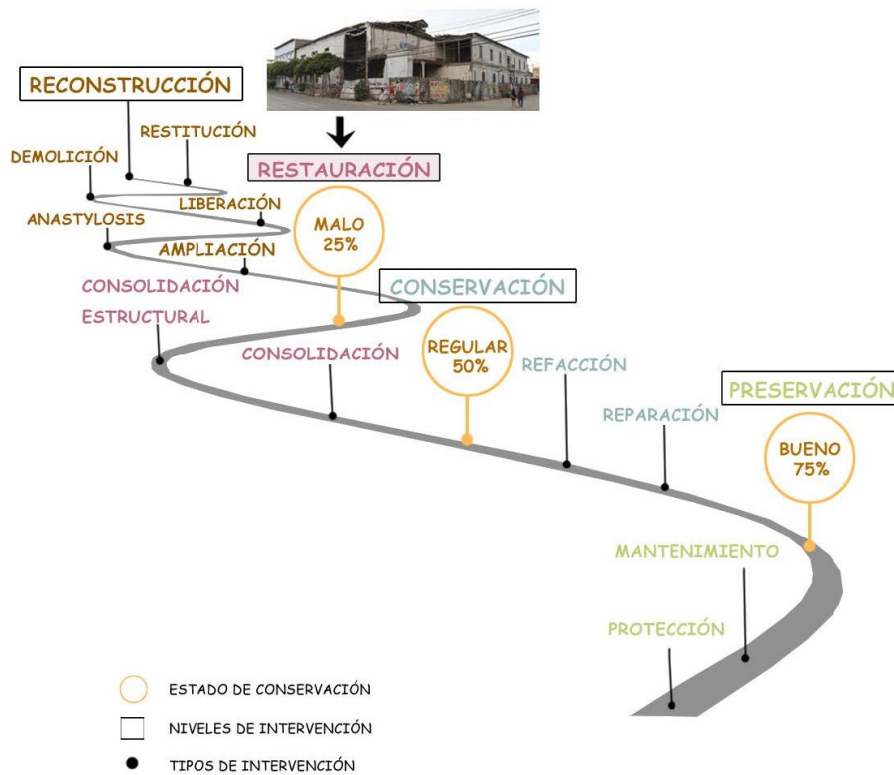 RECONSTRUCCIÓN
RESTITUCIÓN
DEMOLICIÓN
RESTAURACIÓN
LIBERACIÓN
ANASTYLOSIS
MALO
25%
AMPLIACIÓN
CONSOLIDACIÓN
ESTRUCTURAL
CONSERVACIÓN
CONSOLIDACIÓN
REGULAR
50%
REFACCIÓN
PRESERVACIÓN
REPARACIÓN
BUENO
75%
MANTENIMIENTO
PROTECCIÓN
ESTADO DE CONSERVACIÓN
NIVELES DE INTERVENCIÓN
TIPOS DE INTERVENCIÓN